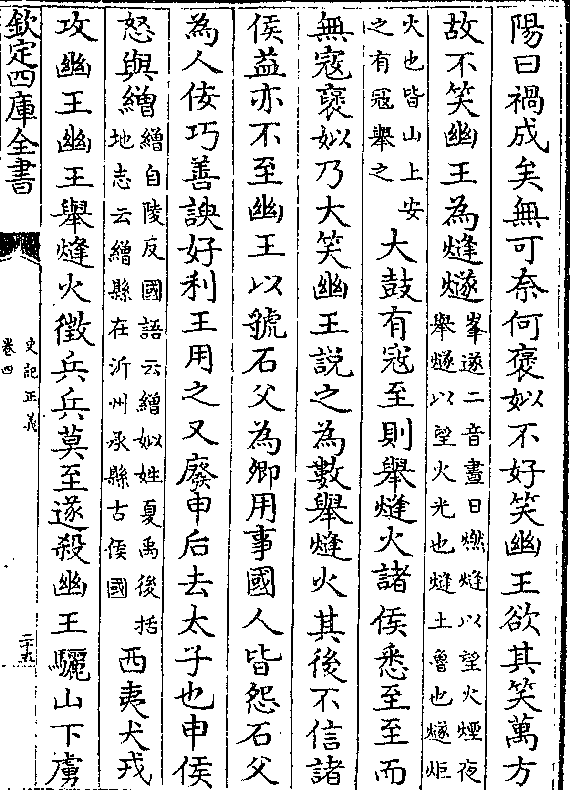 陽曰禍成矣無可奈何褒姒不好笑幽王欲其笑萬方
故不笑幽王為㷭燧峯遂二音晝日燃㷭以望火煙夜舉燧以望火光也㷭土魯也燧炬
火也皆山上安之有冦舉之大鼓有寇至則舉㷭火諸侯悉至至而
無寇褒姒乃大笑幽王説之為數舉㷭火其後不信諸
侯益亦不至幽王以虢石父為卿用事國人皆怨石父
為人佞巧善諛好利王用之又廢申后去太子也申侯
怒與繒繒自陵反國語云繒姒姓夏禹後括地志云繒縣在沂州承縣古侯國西夷犬戎
攻幽王幽王舉㷭火徵兵兵莫至遂殺幽王驪山下虜
欽定四庫全書
史記正義
卷四
二十五